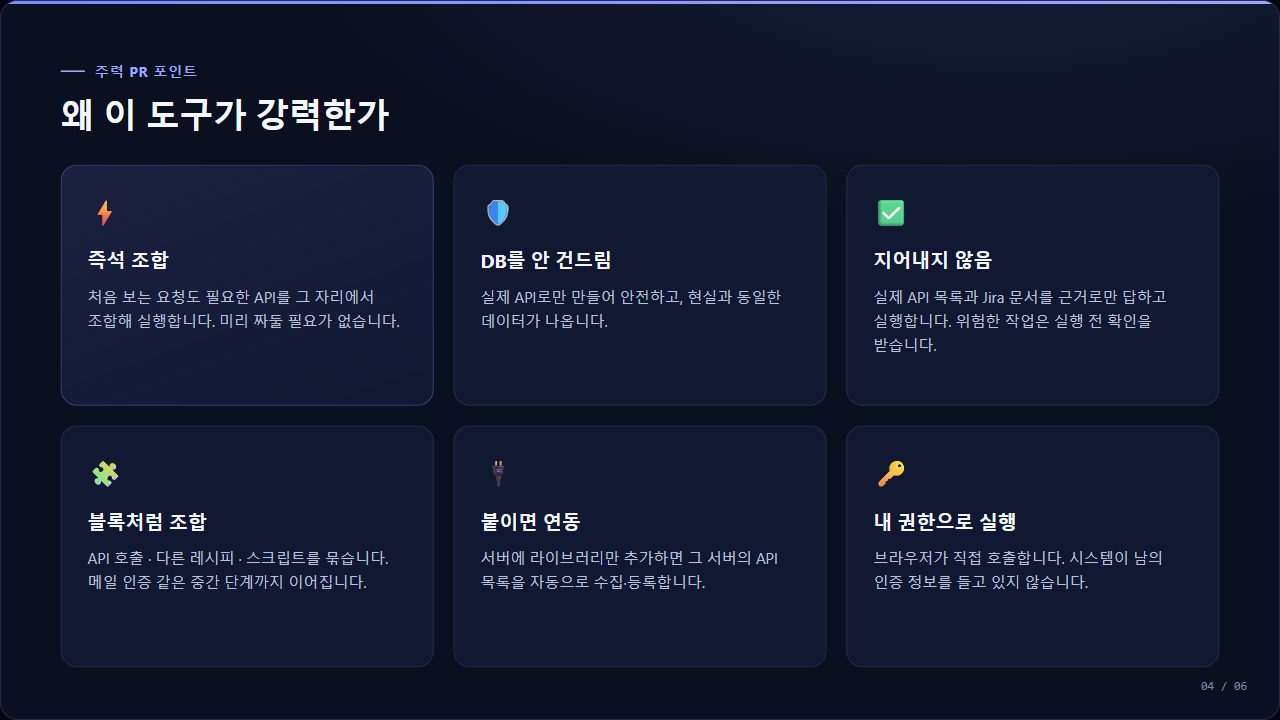 주력 PR 포인트
왜 이 도구가 강력한가
즉석 조합
처음 보는 요청도 필요한 API를 그 자리에서
조합해 실행합니다. 미리 짜둘 필요가 없습니다.
DB를 안 건드림
실제 API로만 만들어 안전하고, 현실과 동일한
데이터가 나옵니다.
지어내지 않음
실제 API 목록과 Jira 문서를 근거로만 답하고
실행합니다. 위험한 작업은 실행 전 확인을
받습니다.
블록처럼 조합
API 호출 · 다른 레시피 · 스크립트를 묶습니다.
메일 인증 같은 중간 단계까지 이어집니다.
붙이면 연동
서버에 라이브러리만 추가하면 그 서버의 API
목록을 자동으로 수집·등록합니다.
내 권한으로 실행
브라우저가 직접 호출합니다. 시스템이 남의
인증 정보를 들고 있지 않습니다.
04 / 06